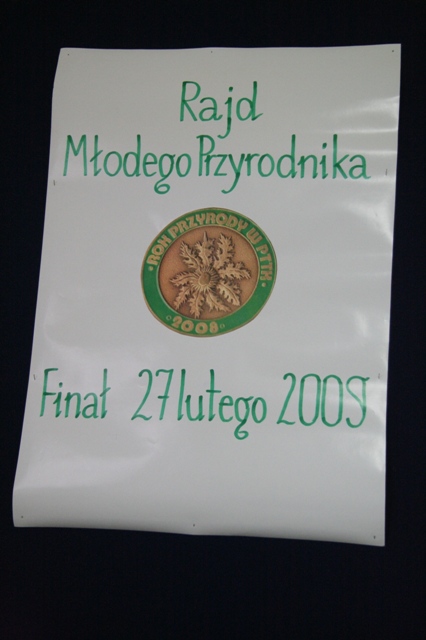 Rajd
Młodego Przyrodnika
• ROK PRZYRODY W PTTK •
2008
Finał 27 lutego 2009